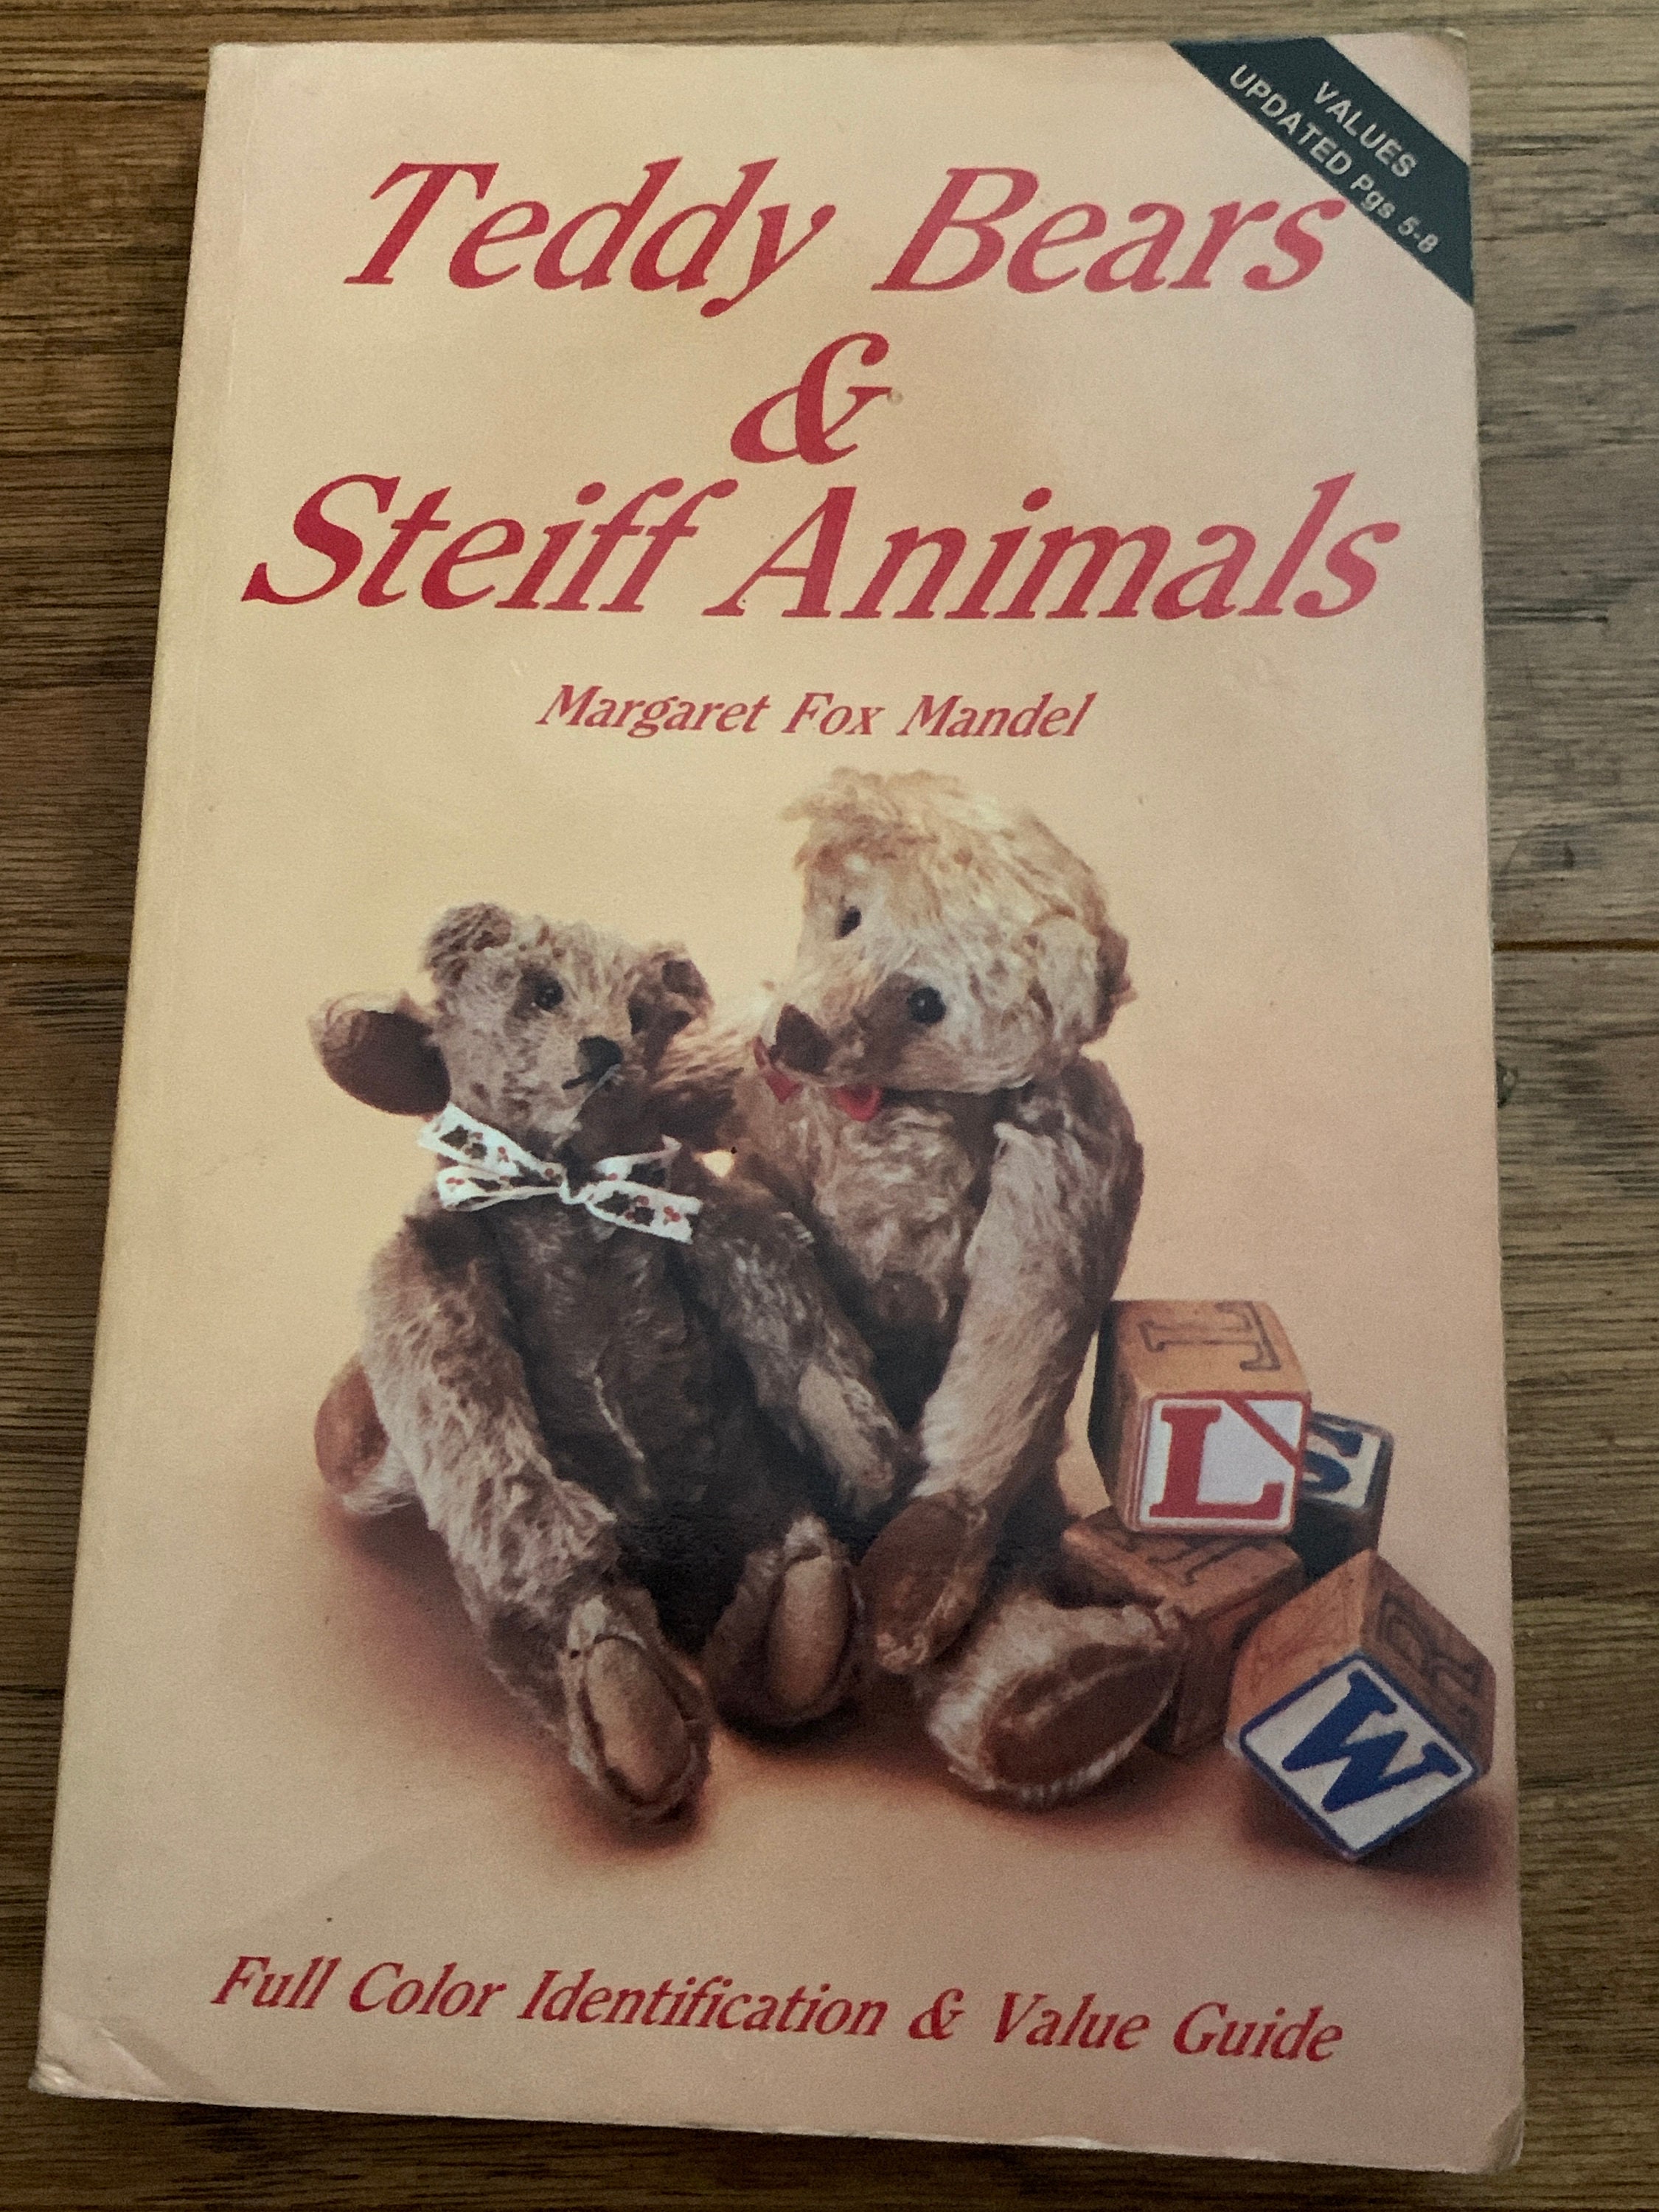 VALUES
UPDATED Pgs 5-8
Teddy Bears
&
Steiff Animals
Margaret Fox Mandel
L
L
S
W
Full Color Identification & Value Guide